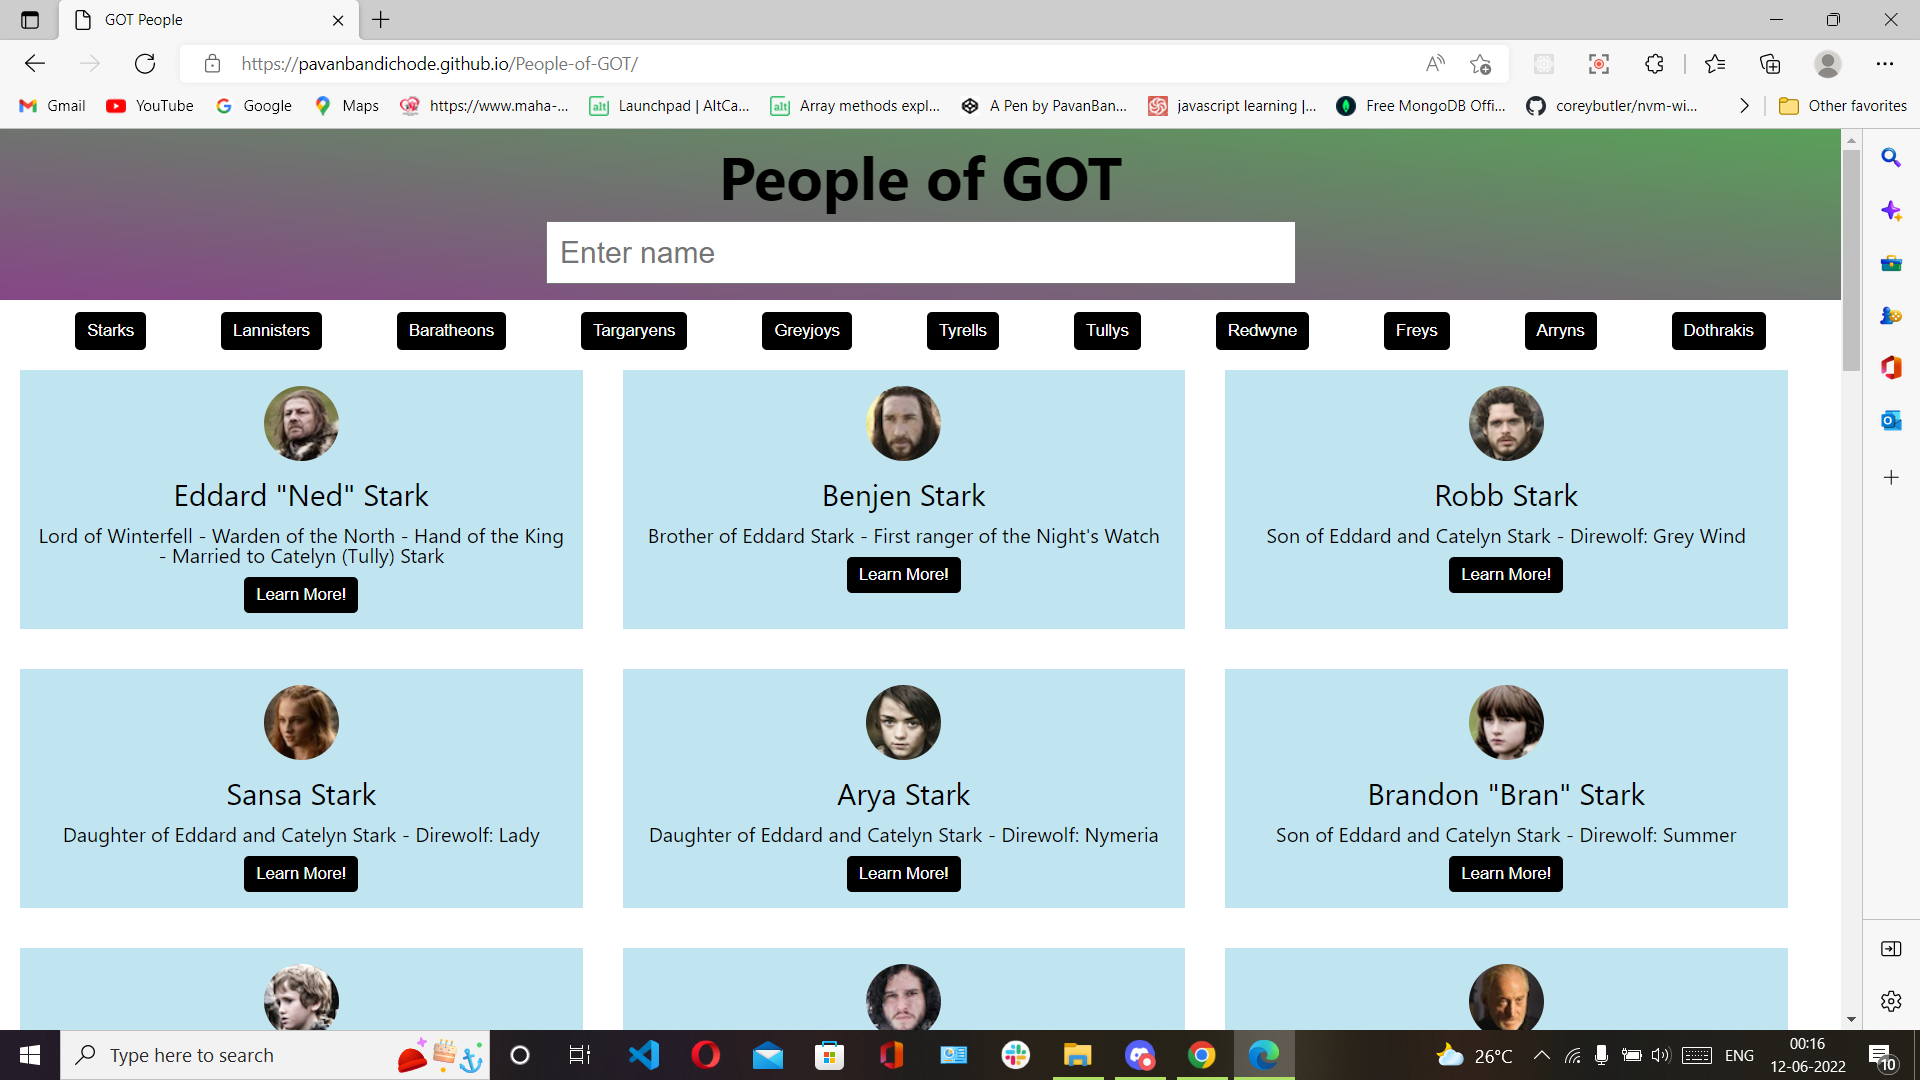 GOT People
https://pavanbandichode.github.io/People-of-GOT/
Gmail
YouTube
Google
Maps
https://www.maha-...
Launchpad | AltCa...
Array methods expl...
A Pen by PavanBan...
javascript learning |...
Free MongoDB Offi...
coreybutler/nvm-wi...
Other favorites
People of GOT
Enter name
Starks
Lannisters
Baratheons
Targaryens
Greyjoys
Tyrells
Tullys
Redwyne
Freys
Arryns
Dothrakis
Eddard "Ned" Stark
Lord of Winterfell - Warden of the North - Hand of the King
- Married to Catelyn (Tully) Stark
Learn More!
Benjen Stark
Brother of Eddard Stark - First ranger of the Night's Watch
Learn More!
Robb Stark
Son of Eddard and Catelyn Stark - Direwolf: Grey Wind
Learn More!
Sansa Stark
Daughter of Eddard and Catelyn Stark - Direwolf: Lady
Learn More!
Arya Stark
Daughter of Eddard and Catelyn Stark - Direwolf: Nymeria
Learn More!
Brandon "Bran" Stark
Son of Eddard and Catelyn Stark - Direwolf: Summer
Learn More!
Type here to search
26°C
ENG
00:16
12-06-2022
10